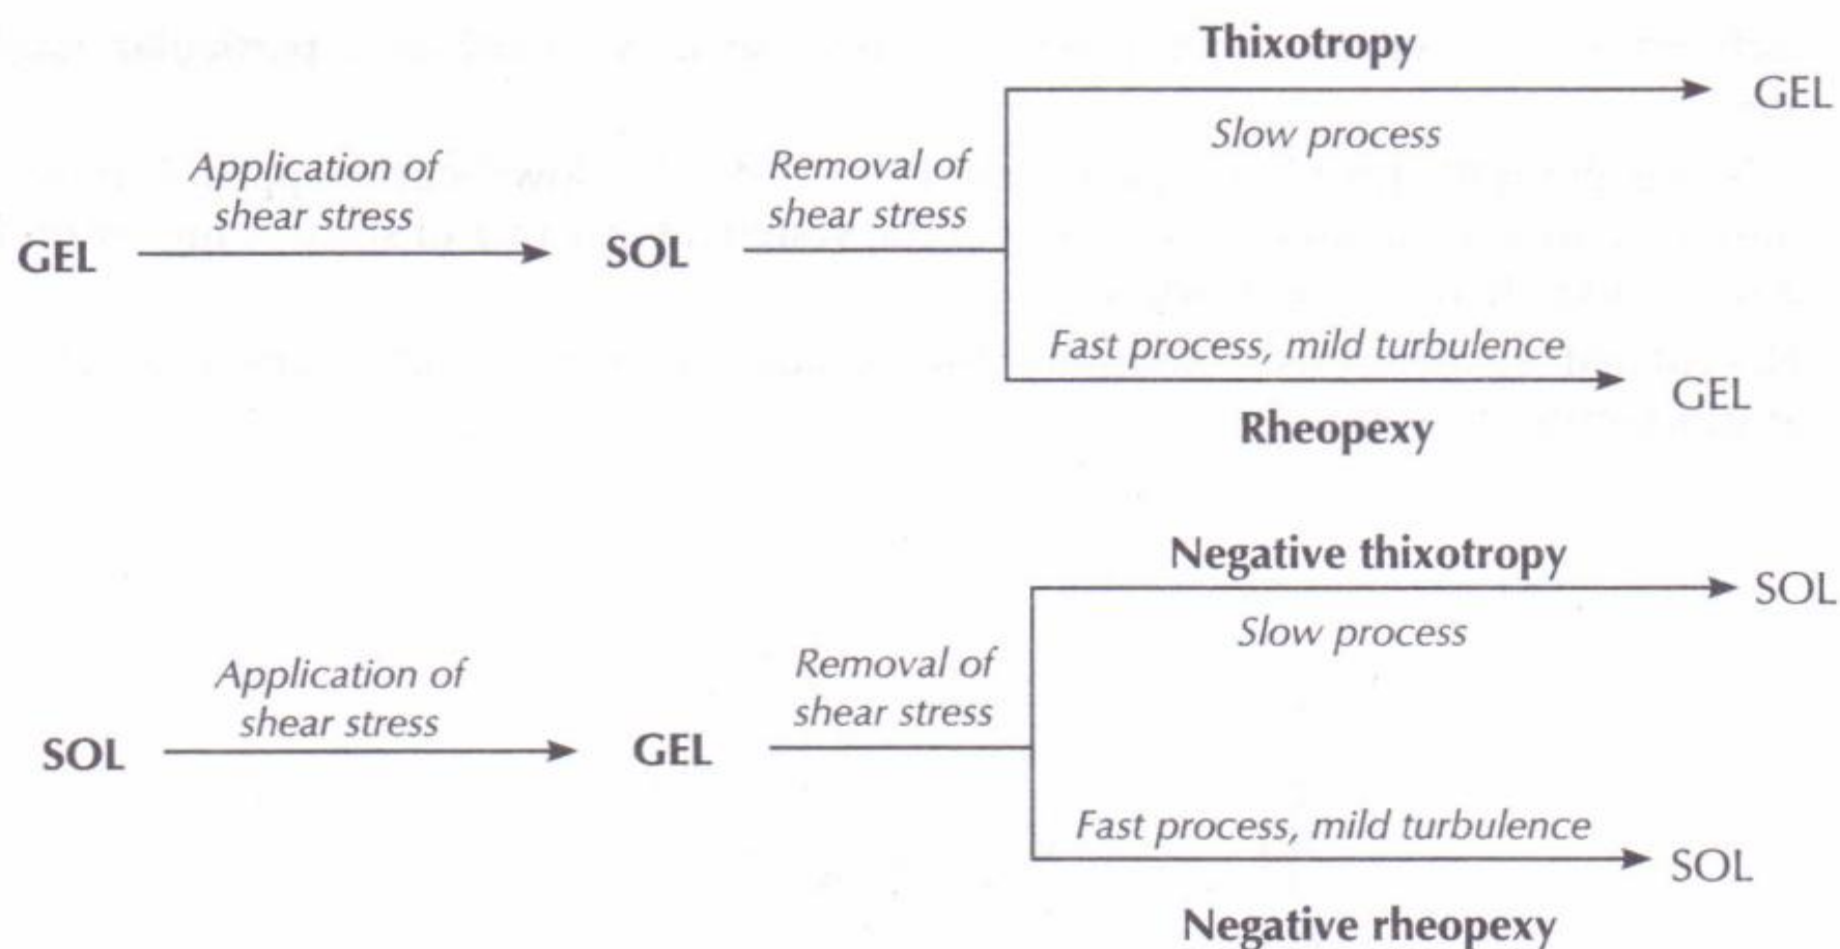 Thixotropy
GEL
Slow process
Application of
shear stress
Removal of
shear stress
GEL
SOL
Fast process, mild turbulence
GEL
Rheopexy
Negative thixotropy
SOL
Slow process
Application of
shear stress
Removal of
shear stress
SOL
GEL
Fast process, mild turbulence
SOL
Negative rheopexy